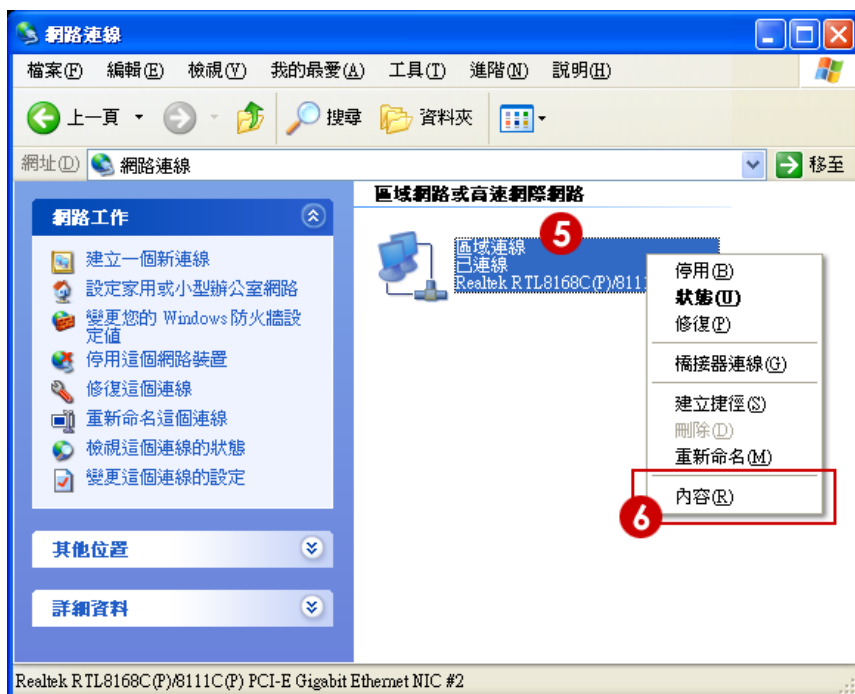 網路連線
檔案(F) 編輯(E) 檢視(V) 我的最愛(A) 工具(T) 進階(N) 說明(H)
上一頁 搜尋 資料夾
網址(D) 網路連線 移至
網路工作
建立一個新連線
設定家用或小型辦公室網路
變更您的 Windows 防火牆設
定值
停用這個網路裝置
修復這個連線
重新命名這個連線
檢視這個連線的狀態
變更這個連線的設定
其他位置
詳細資料
區域網路或高速網際網路
區域連線
已連線
Realtek RTL8168C(P)/811
5
停用(B)
狀態(U)
修復(P)
橋接器連線(G)
建立捷徑(S)
刪除(D)
重新命名(M)
內容(R)
6
Realtek RTL8168C(P)/8111C(P) PCI-E Gigabit Ethernet NIC #2